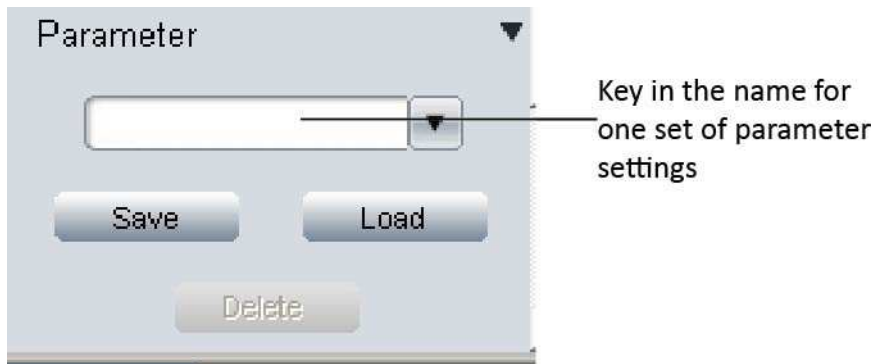 Parameter
Key in the name for
one set of parameter
settings
Save
Load
Delete